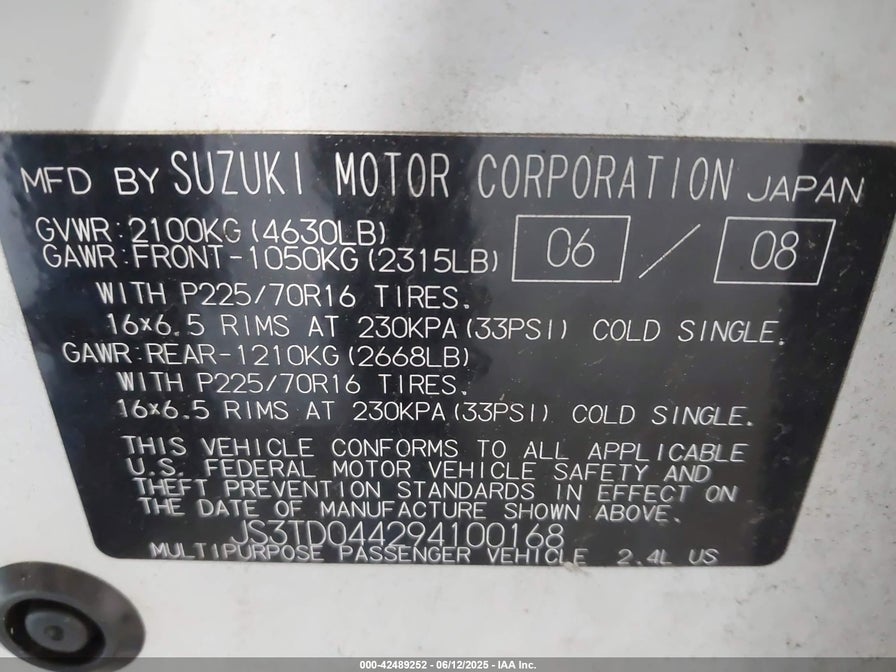 MFD BY SUZUKI MOTOR CORPORATION JAPAN
GVWR:2100KG(4630LB)
GAWR:FRONT-1050KG(2315LB) 06 / 08
WITH P225/70R16 TIRES.
16×6.5 RIMS AT 230KPA(33PSI) COLD SINGLE.
GAWR:REAR-1210KG(2668LB)
WITH P225/70R16 TIRES.
16×6.5 RIMS AT 230KPA(33PSI) COLD SINGLE.
THIS VEHICLE CONFORMS TO ALL APPLICABLE
U.S. FEDERAL MOTOR VEHICLE SAFETY AND
THEFT PREVENTION STANDARDS IN EFFECT ON
THE DATE OF MANUFACTURE SHOWN ABOVE.
JS3TD044294100168
MULTIPURPOSE PASSENGER VEHICLE 2.4L US
000-42489252 - 06/12/2025 - IAA Inc.